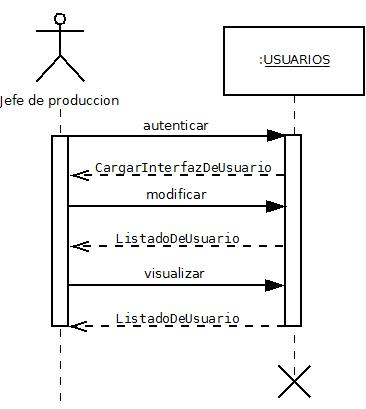 :USUARIOS
Jefe de produccion
autenticar
CargarInterfazDeUsuario
modificar
ListadoDeUsuario
visualizar
ListadoDeUsuario